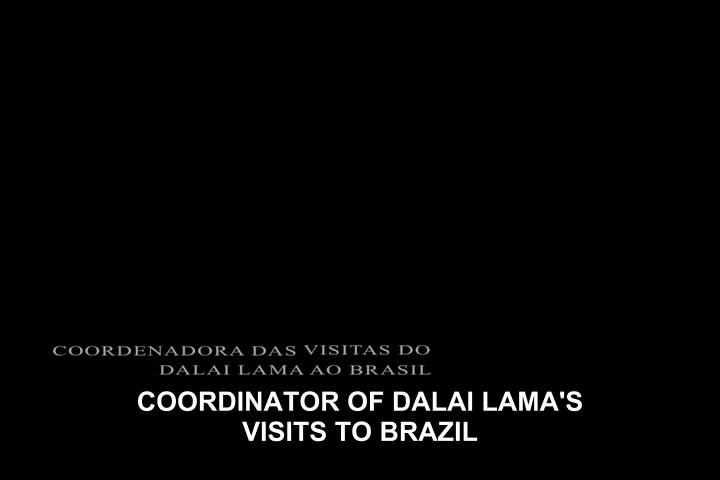 COORDENADORA DAS VISITAS DO
DALAI LAMA AO BRASIL
COORDINATOR OF DALAI LAMA'S
VISITS TO BRAZIL